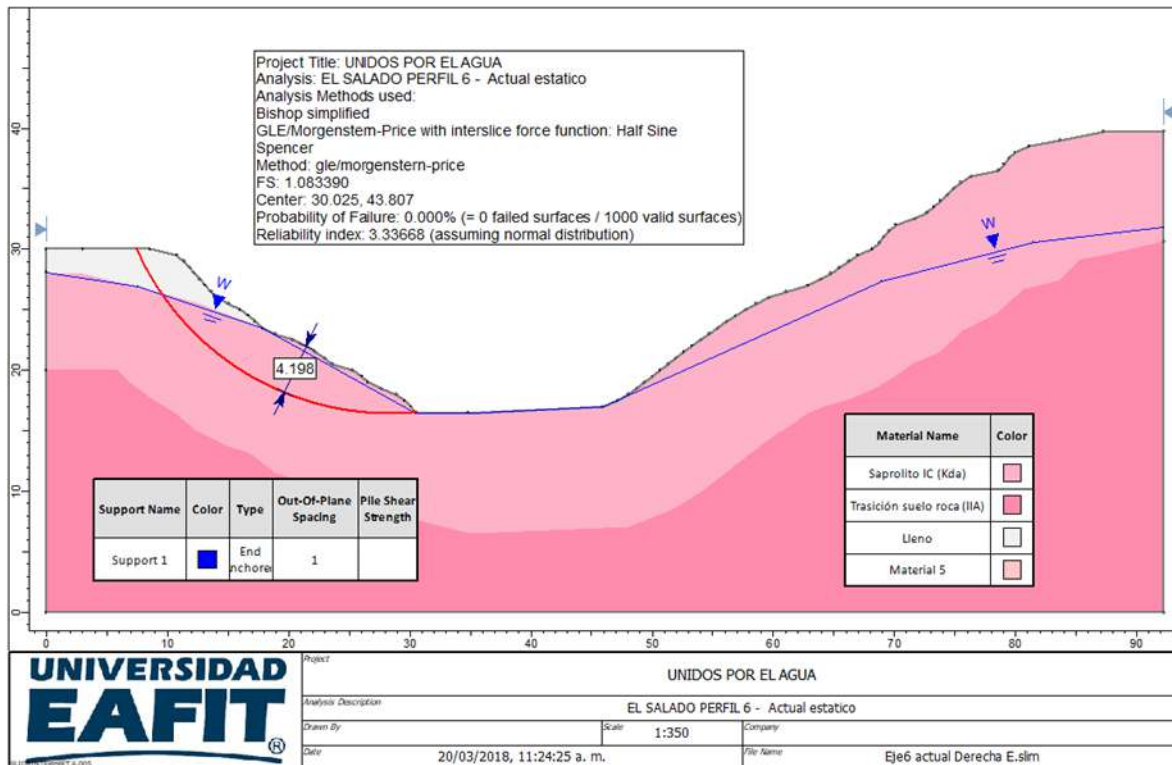 Project Title: UNIDOS POR EL AGUA
Analysis: EL SALADO PERFIL 6 - Actual estatico
Analysis Methods used:
Bishop simplified
GLE/Morgenstern-Price with interslice force function: Half Sine
Spencer
Method: gle/morgenstern-price
FS: 1.083390
Center: 30.025, 43.807
Probability of Failure: 0.000% (= 0 failed surfaces / 1000 valid surfaces)
Reliability index: 3.33668 (assuming normal distribution)
40
30
20
10
0
W
W
4.198
Support Name Color Type Out-Of-Plane Spacing Pile Shear Strength
Support 1 End nchore 1
Material Name Color
Saprolito IC (Kda)
Trasición suelo roca (IIA)
Lleno
Material 5
0 10 20 30 40 50 60 70 80 90
UNIVERSIDAD
EAFIT®
Project
UNIDOS POR EL AGUA
Analysis Description
EL SALADO PERFIL 6 - Actual estatico
Drawn By
Scale 1:350
Company
Date 20/03/2018, 11:24:25 a. m.
File Name Eje6 actual Derecha E.slim